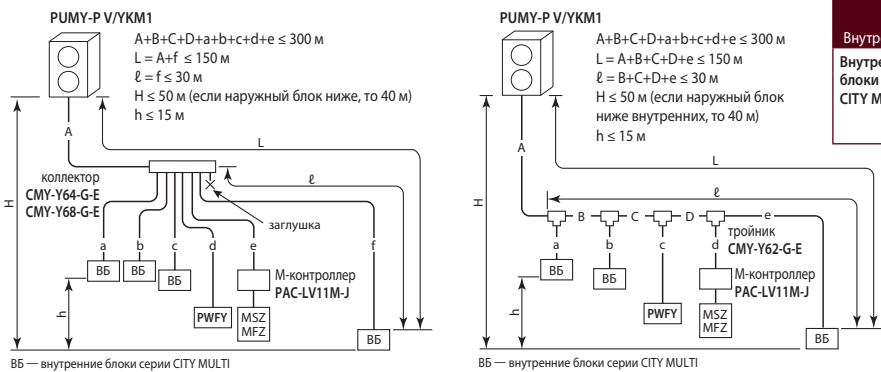 PUMY-P V/YKM1
A+B+C+D+a+b+c+d+e ≤ 300 м
L = A+f ≤ 150 м
ℓ = f ≤ 30 м
H ≤ 50 м (если наружный блок ниже, то 40 м)
h ≤ 15 м
A
L
H
коллектор
CMY-Y64-G-E
CMY-Y68-G-E
ℓ
заглушка
a
b
c
d
e
f
ВБ
ВБ
ВБ
М-контроллер
PAC-LV11M-J
h
PWFY
MSZ
MFZ
ВБ
ВБ — внутренние блоки серии CITY MULTI
PUMY-P V/YKM1
A+B+C+D+a+b+c+d+e ≤ 300 м
L = A+B+C+D+e ≤ 150 м
ℓ = B+C+D+e ≤ 30 м
H ≤ 50 м (если наружный блок
ниже внутренних, то 40 м)
h ≤ 15 м
A
L
H
ℓ
B
C
D
e
тройник
CMY-Y62-G-E
a
b
c
d
ВБ
ВБ
М-контроллер
PAC-LV11M-J
h
PWFY
MSZ
MFZ
ВБ
ВБ — внутренние блоки серии CITY MULTI
Внутре
Внутре
блоки
CITY M